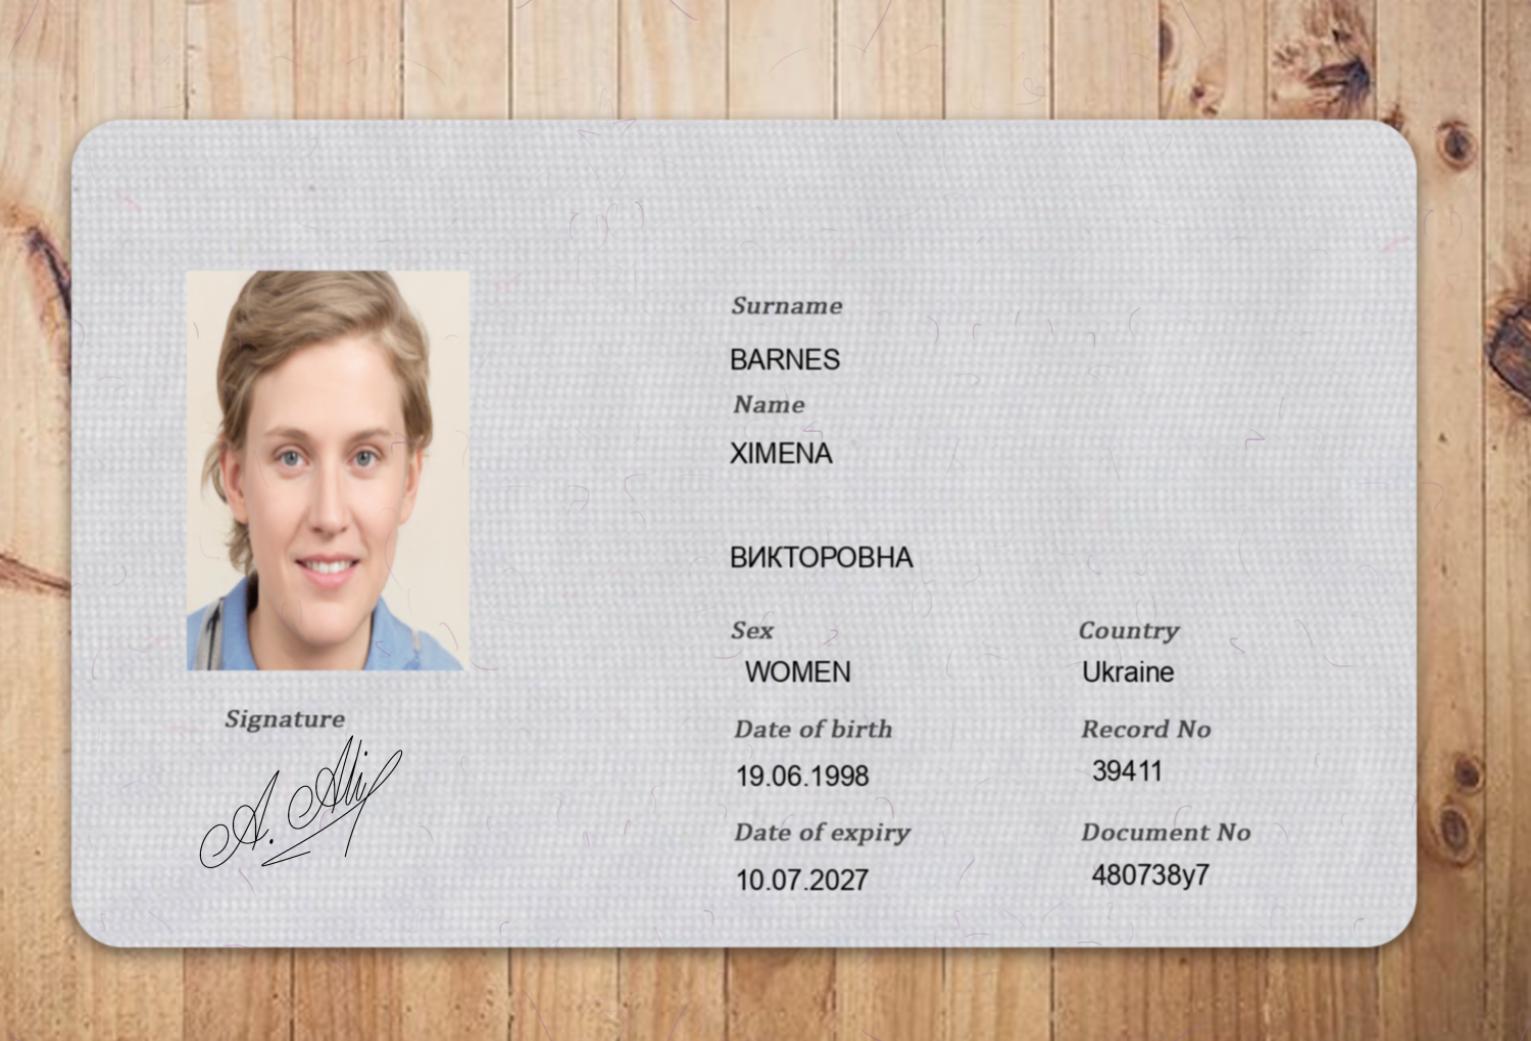 Surname
BARNES
Name
XIMENA
ВИКТОРОВНА
Sex
Country
WOMEN
Ukraine
Date of birth
Record No
19.06.1998
39411
Date of expiry
Document No
10.07.2027
480738y7
Signature